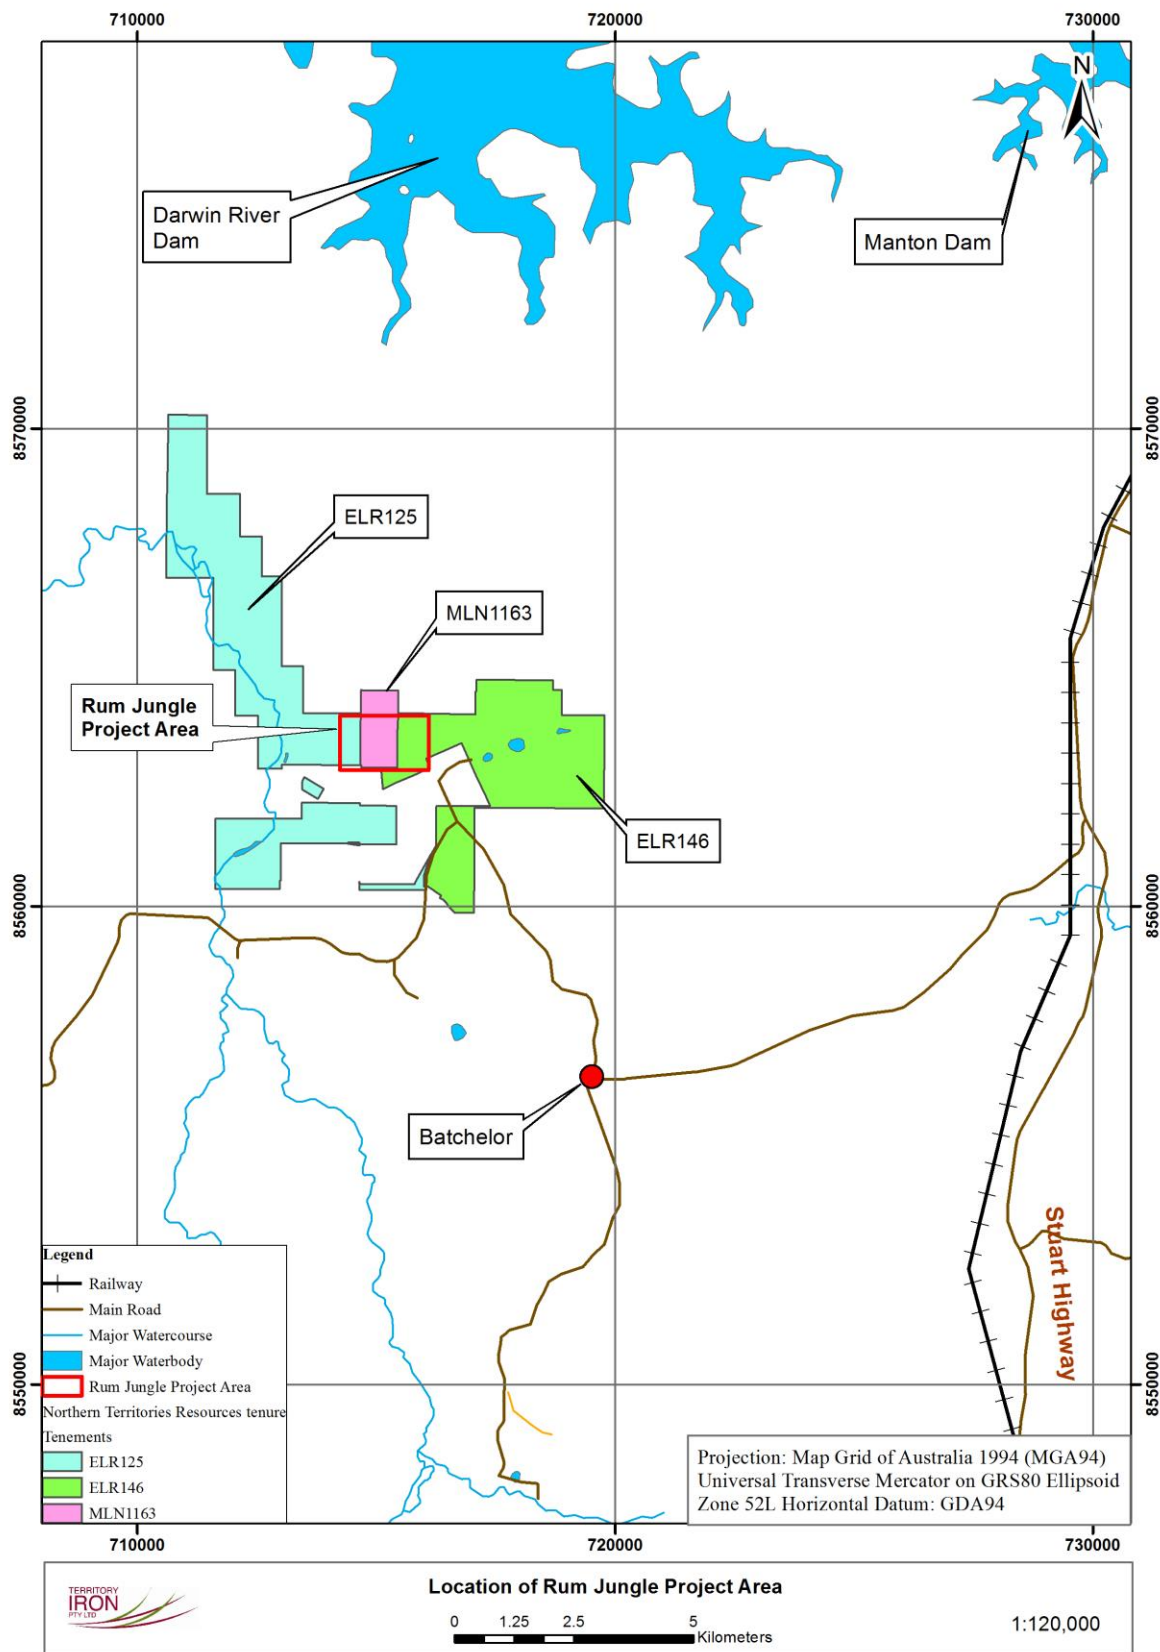 710000
720000
730000
N
Darwin River
Dam
Manton Dam
8570000
8570000
ELR125
MLN1163
Rum Jungle
Project Area
ELR146
8560000
8560000
Batchelor
Stuart Highway
Legend
Railway
Main Road
Major Watercourse
Major Waterbody
Rum Jungle Project Area
Northern Territories Resources tenure
Tenements
ELR125
ELR146
MLN1163
8550000
8550000
Projection: Map Grid of Australia 1994 (MGA94)
Universal Transverse Mercator on GRS80 Ellipsoid
Zone 52L Horizontal Datum: GDA94
710000
720000
730000
TERRITORY
IRON
PTY LTD
Location of Rum Jungle Project Area
0 1.25 2.5 5
Kilometers
1:120,000